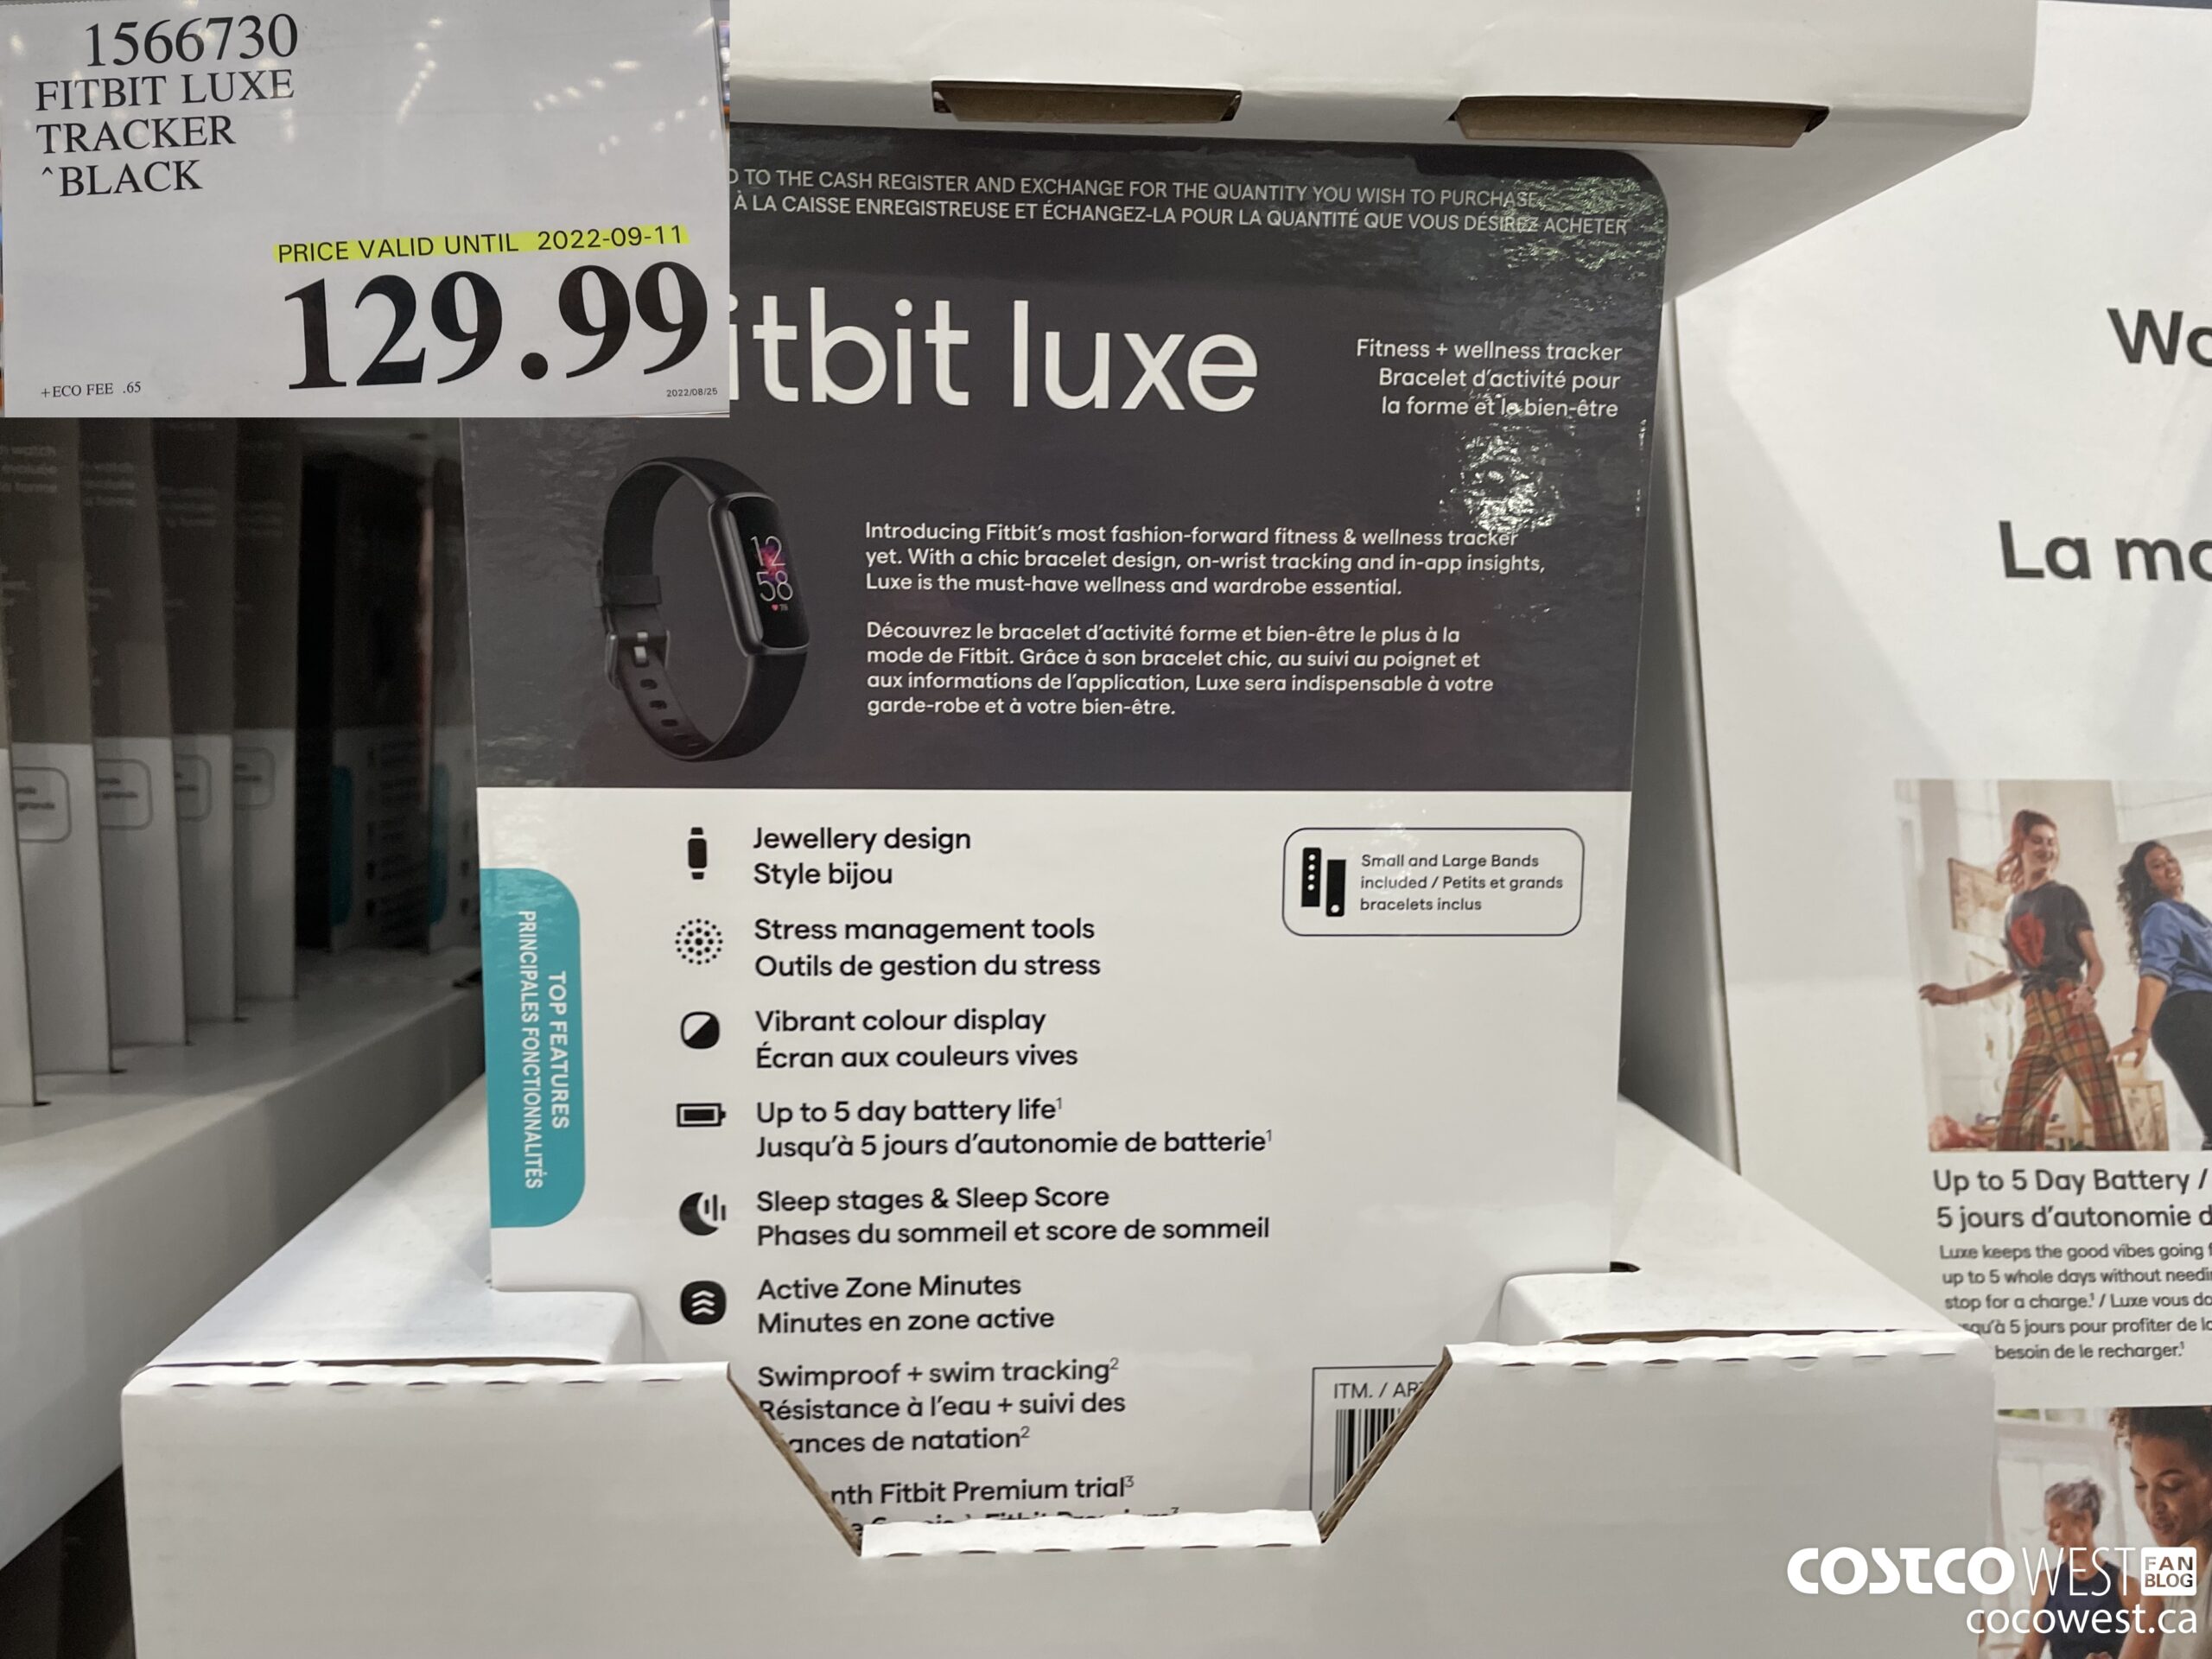 1566730
FITBIT LUXE
TRACKER
^BLACK
PRICE VALID UNTIL 2022-09-11
129.99
+ECO FEE .65
2022/08/25
TO THE CASH REGISTER AND EXCHANGE FOR THE QUANTITY YOU WISH TO PURCHASE
À LA CAISSE ENREGISTREUSE ET ÉCHANGEZ-LA POUR LA QUANTITÉ QUE VOUS DÉSIREZ ACHETER
itbit luxe
Fitness + wellness tracker
Bracelet d'activité pour
la forme et le bien-être
12
58
Introducing Fitbit's most fashion-forward fitness & wellness tracker
yet. With a chic bracelet design, on-wrist tracking and in-app insights,
Luxe is the must-have wellness and wardrobe essential.
Découvrez le bracelet d'activité forme et bien-être le plus à la
mode de Fitbit. Grâce à son bracelet chic, au suivi au poignet et
aux informations de l'application, Luxe sera indispensable à votre
garde-robe et à votre bien-être.
TOP FEATURES
PRINCIPALES FONCTIONNALITÉS
Jewellery design
Style bijou
Stress management tools
Outils de gestion du stress
Vibrant colour display
Écran aux couleurs vives
Up to 5 day battery life¹
Jusqu'à 5 jours d'autonomie de batterie¹
Sleep stages & Sleep Score
Phases du sommeil et score de sommeil
Active Zone Minutes
Minutes en zone active
Swimproof + swim tracking²
Résistance à l'eau + suivi des
ances de natation²
nth Fitbit Premium trial³
Small and Large Bands
included / Petits et grands
bracelets inclus
ITM. / AR
Wo
La mo
Up to 5 Day Battery /
5 jours d'autonomie d
Luxe keeps the good vibes going f
up to 5 whole days without needi
stop for a charge.¹ / Luxe vous do
squ'à 5 jours pour profiter de la
besoin de le recharger.¹
COSTCO WEST FAN BLOG
cocowest.ca